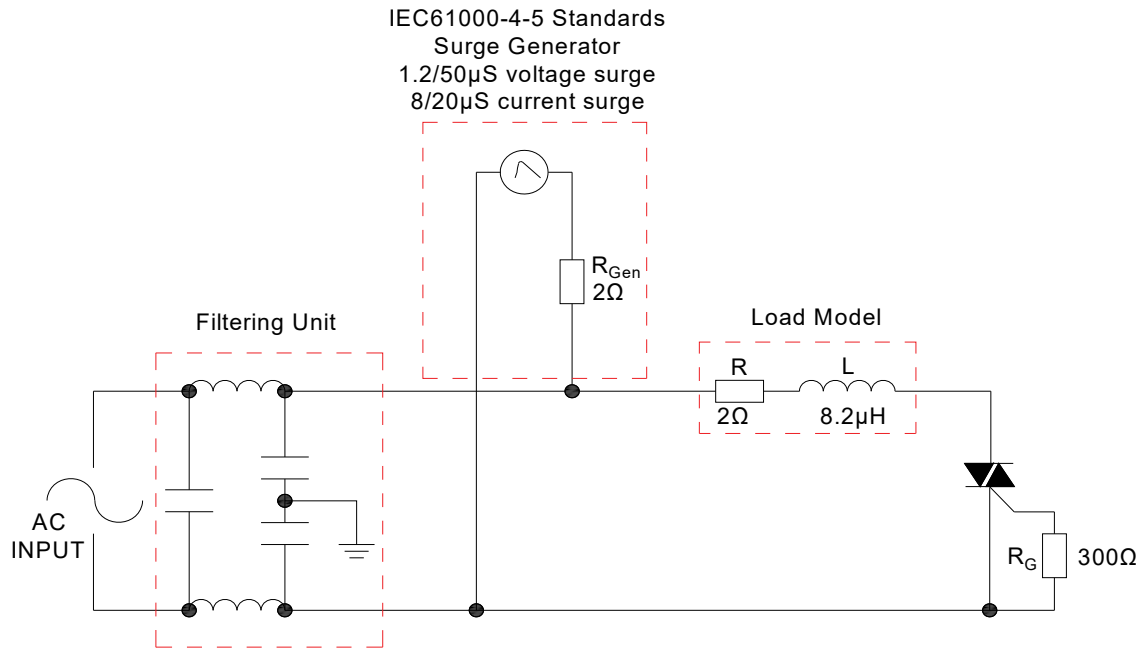 IEC61000-4-5 Standards
Surge Generator
1.2/50μS voltage surge
8/20μS current surge
RGen
2Ω
Filtering Unit
Load Model
R
L
2Ω
8.2μH
AC
INPUT
RG
300Ω